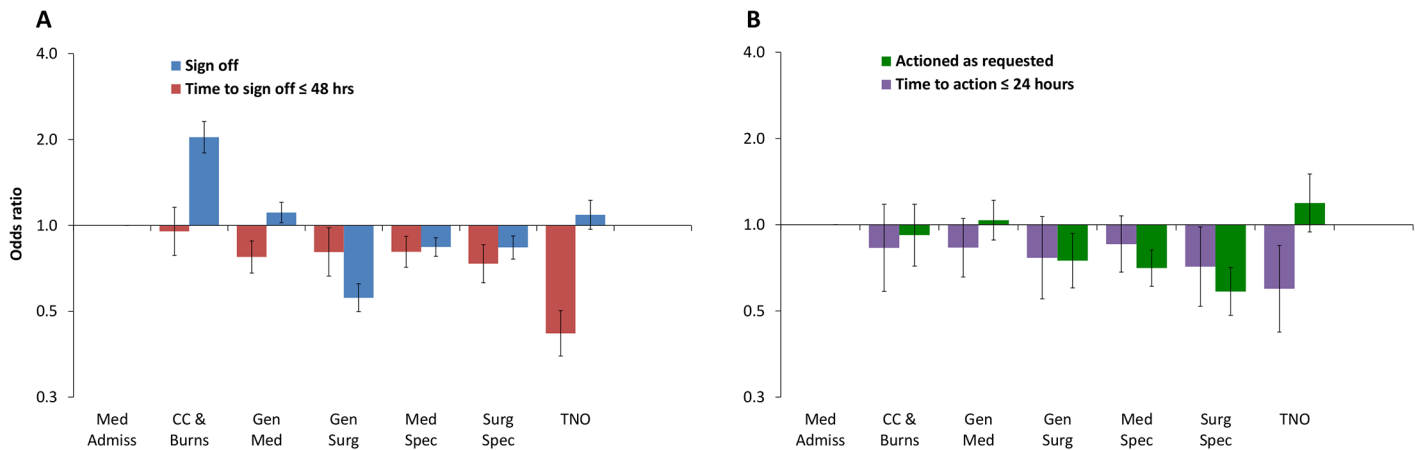 A
Sign off
Time to sign off ≤ 48 hrs
Odds ratio
4.0
2.0
1.0
0.5
0.3
Med Admiss
CC & Burns
Gen Med
Gen Surg
Med Spec
Surg Spec
TNO
B
Actioned as requested
Time to action ≤ 24 hours
4.0
2.0
1.0
0.5
0.3
Med Admiss
CC & Burns
Gen Med
Gen Surg
Med Spec
Surg Spec
TNO